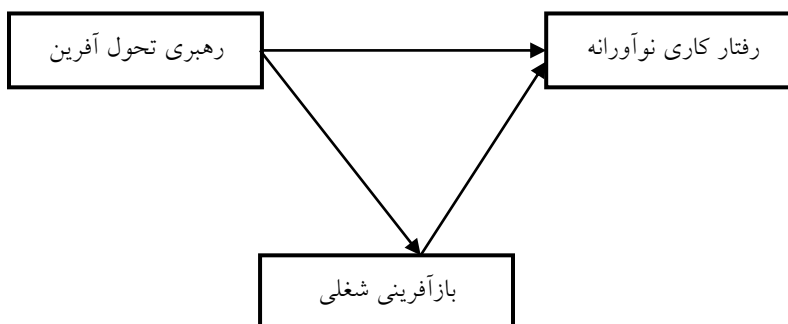 رفتار کاری نوآورانه
رهبری تحول آفرین
بازآفرینی شغلی